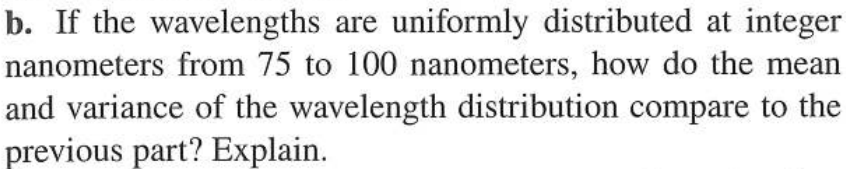 b. If the wavelengths are uniformly distributed at integer
nanometers from 75 to 100 nanometers, how do the mean
and variance of the wavelength distribution compare to the
previous part? Explain.